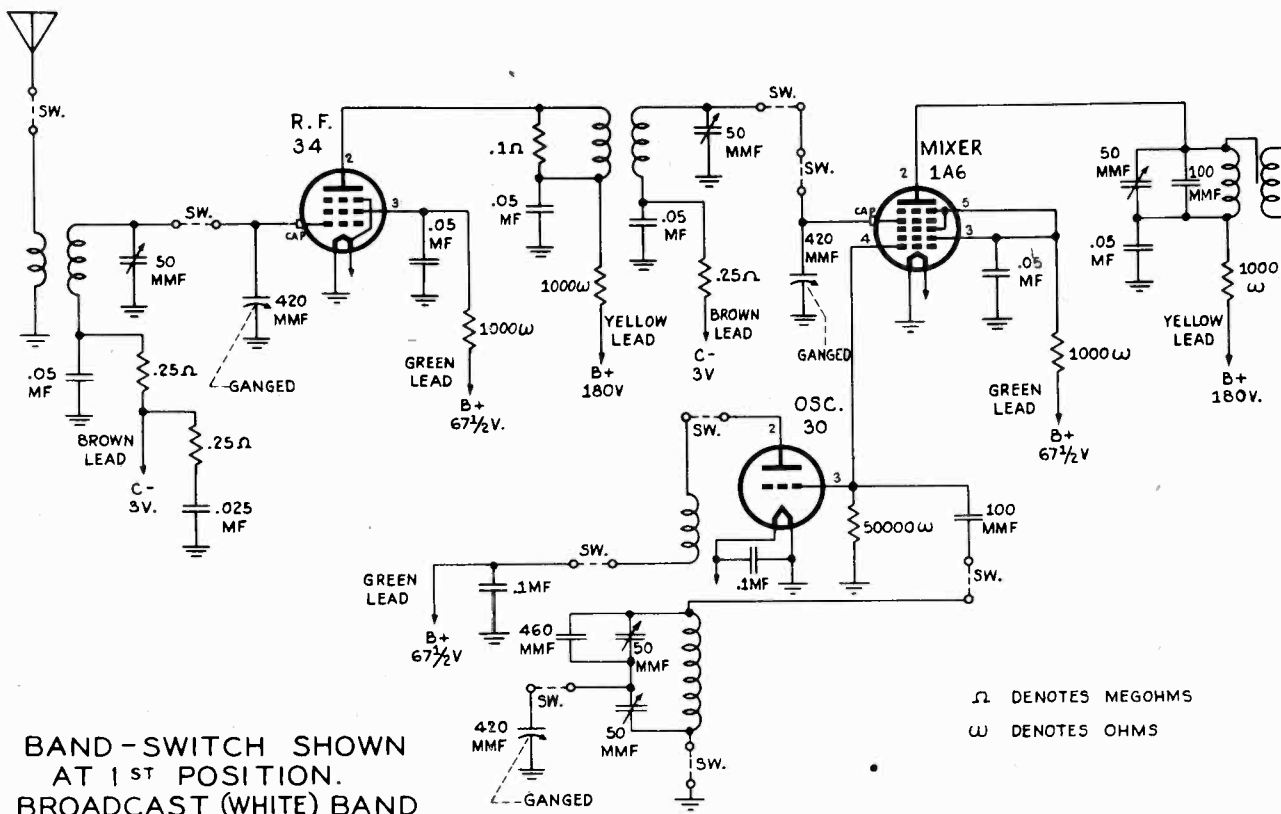 SW.
R.F.
34
2
3
CAP
SW.
50
MMF
420
MMF
GANGED
.05
MF
.25Ω
BROWN
LEAD
C-
3V.
.25Ω
.025
MF
.05
MF
1000ω
GREEN
LEAD
B+
67½V.
.1Ω
.05
MF
1000ω
YELLOW
LEAD
B+
180V
50
MMF
SW.
SW.
.05
MF
.25Ω
BROWN
LEAD
C-
3V
420
MMF
GANGED
MIXER
1A6
2
CAP
4
5
3
.05
MF
1000ω
GREEN
LEAD
B+
67½V
50
MMF
100
MMF
.05
MF
1000
ω
YELLOW
LEAD
B+
180V.
OSC.
30
2
3
SW.
50000ω
100
MMF
SW.
.1MF
SW.
GREEN
LEAD
B+
67½V
.1MF
460
MMF
50
MMF
SW.
420
MMF
50
MMF
SW.
GANGED
Ω DENOTES MEGOHMS
ω DENOTES OHMS
BAND-SWITCH SHOWN
AT 1ST POSITION.
BROADCAST (WHITE) BAND